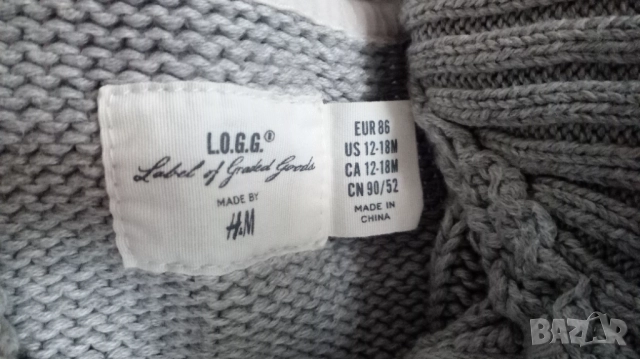 L.O.G.G.®
Label of Graded Goods
MADE BY
H&M
EUR 86
US 12-18M
CA 12-18M
CN 90/52
MADE IN
CHINA
BAZAR